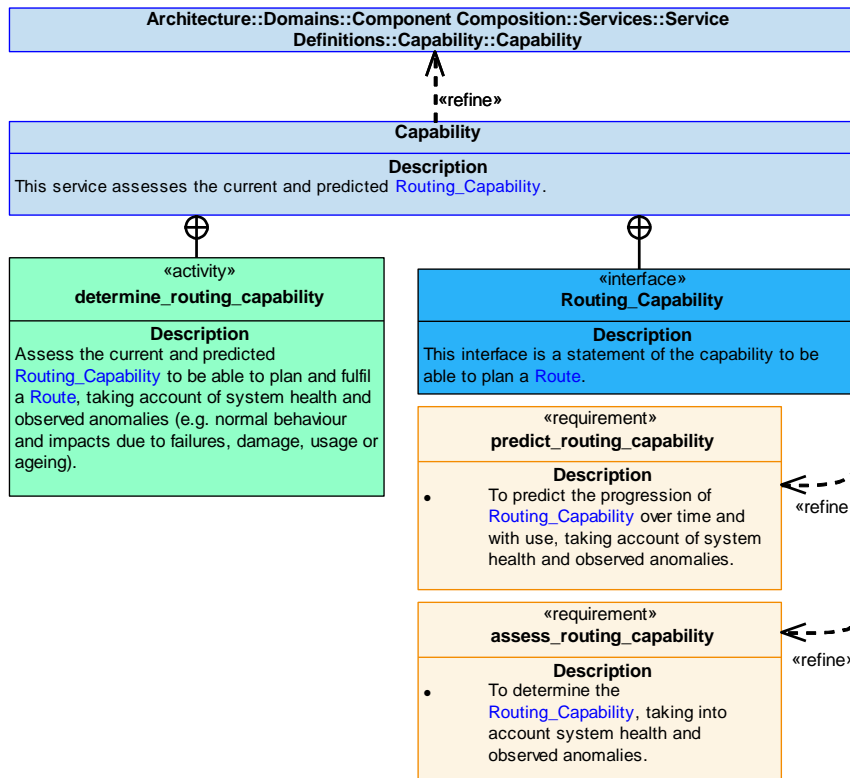 Architecture::Domains::Component Composition::Services::Service
Definitions::Capability::Capability
«refine»
Capability
Description
This service assesses the current and predicted Routing_Capability.
«activity»
determine_routing_capability
Description
Assess the current and predicted
Routing_Capability to be able to plan and fulfil
a Route, taking account of system health and
observed anomalies (e.g. normal behaviour
and impacts due to failures, damage, usage or
ageing).
«interface»
Routing_Capability
Description
This interface is a statement of the capability to be
able to plan a Route.
«requirement»
predict_routing_capability
Description
• To predict the progression of
Routing_Capability over time and
with use, taking account of system
health and observed anomalies.
«refine
«requirement»
assess_routing_capability
Description
• To determine the
Routing_Capability, taking into
account system health and
observed anomalies.
«refine»